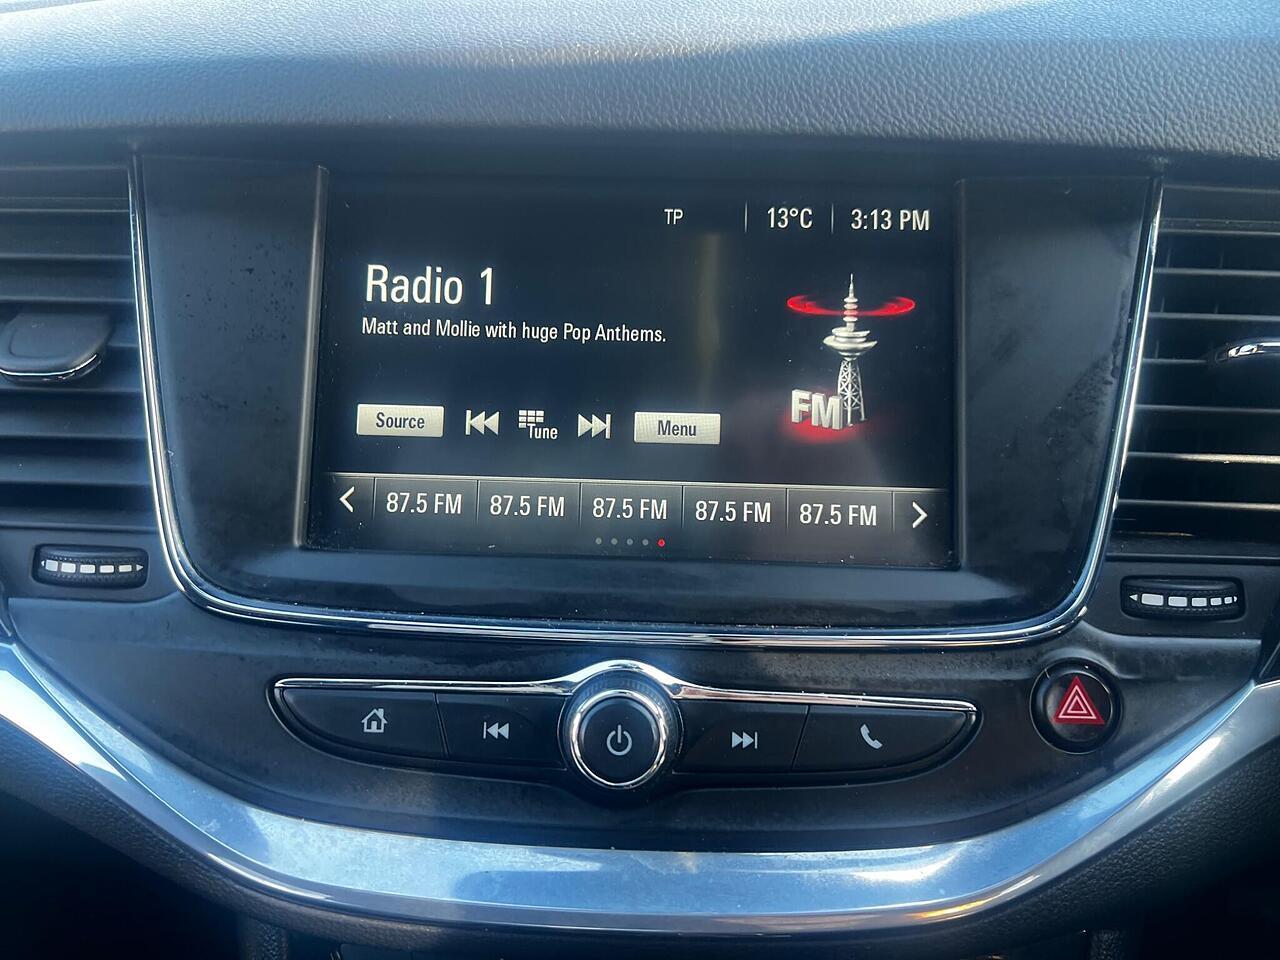 TP 13°C 3:13 PM
Radio 1
Matt and Mollie with huge Pop Anthems.
FM
Source Tune Menu
87.5 FM 87.5 FM 87.5 FM 87.5 FM 87.5 FM